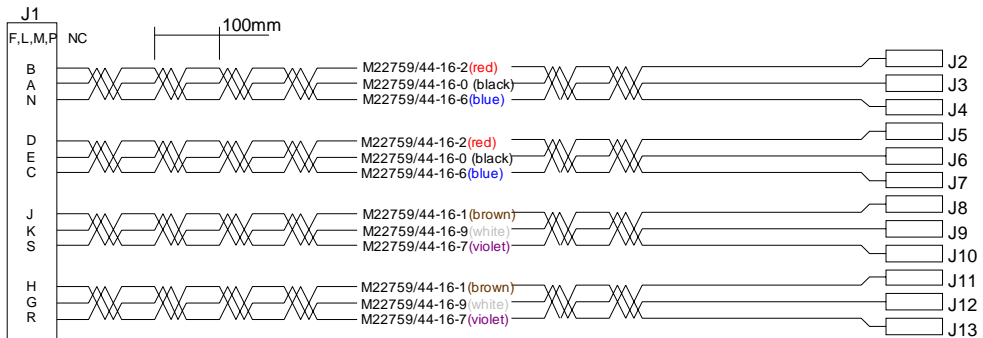 J1
100mm
F,L,M,P NC
B M22759/44-16-2(red) J2
A M22759/44-16-0 (black) J3
N M22759/44-16-6(blue) J4
D M22759/44-16-2(red) J5
E M22759/44-16-0 (black) J6
C M22759/44-16-6(blue) J7
J M22759/44-16-1(brown) J8
K M22759/44-16-9(white) J9
S M22759/44-16-7(violet) J10
H M22759/44-16-1(brown) J11
G M22759/44-16-9(white) J12
R M22759/44-16-7(violet) J13